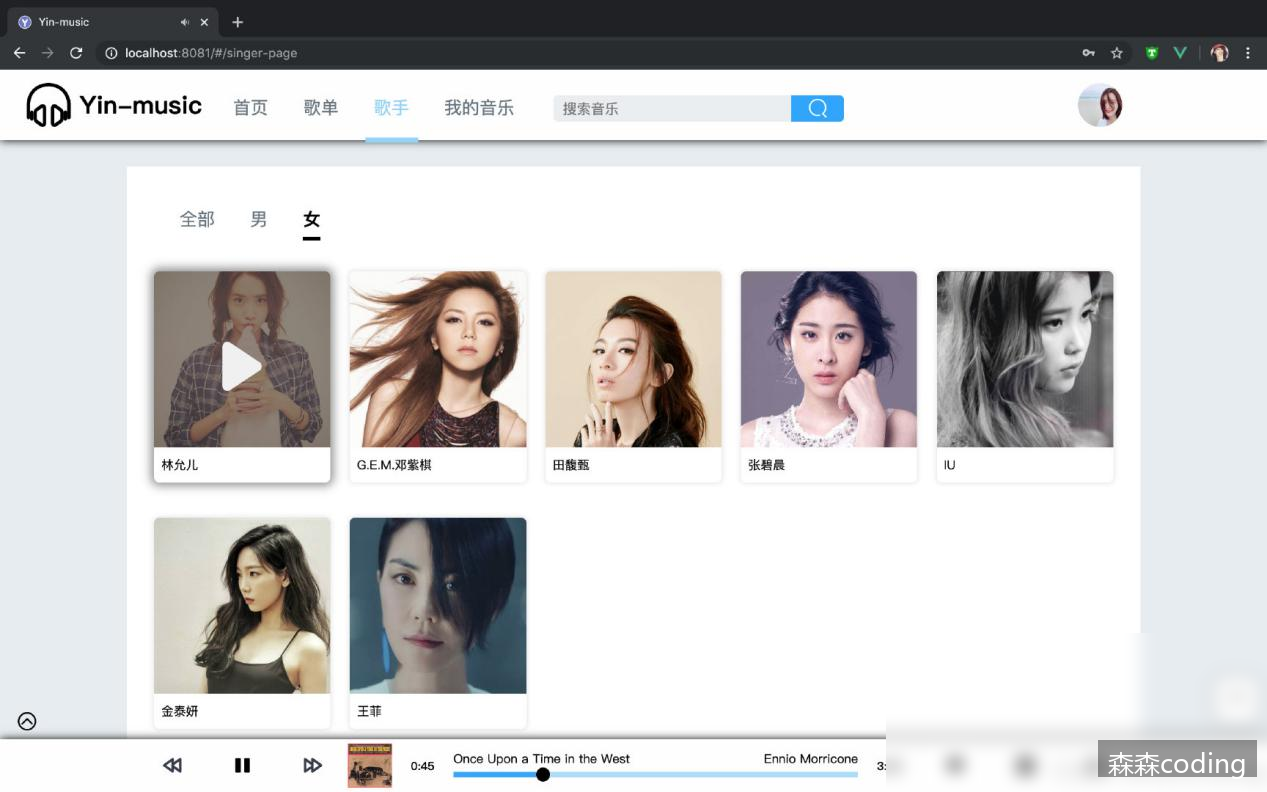 Yin-music
localhost:8081/#/singer-page
Yin-music 首页 歌单 歌手 我的音乐 搜索音乐
全部 男 女
林允儿 G.E.M.邓紫棋 田馥甄 张碧晨 IU
金泰妍 王菲
0:45 Once Upon a Time in the West Ennio Morricone 3:
森森coding